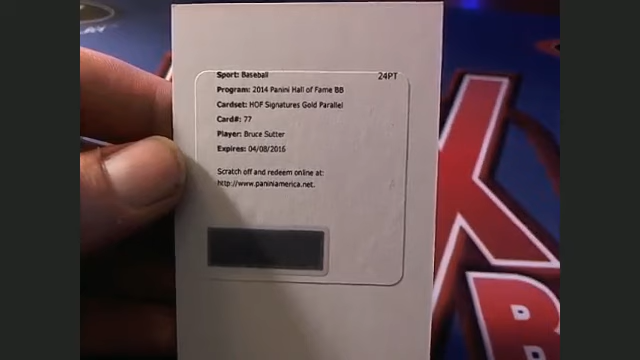 Sport: Baseball 24PT
Program: 2014 Panini Hall of Fame BB
Cardset: HOF Signatures Gold Parallel
Card#: 77
Player: Bruce Sutter
Expires: 04/08/2016
Scratch off and redeem online at:
http://www.paniniamerica.net.